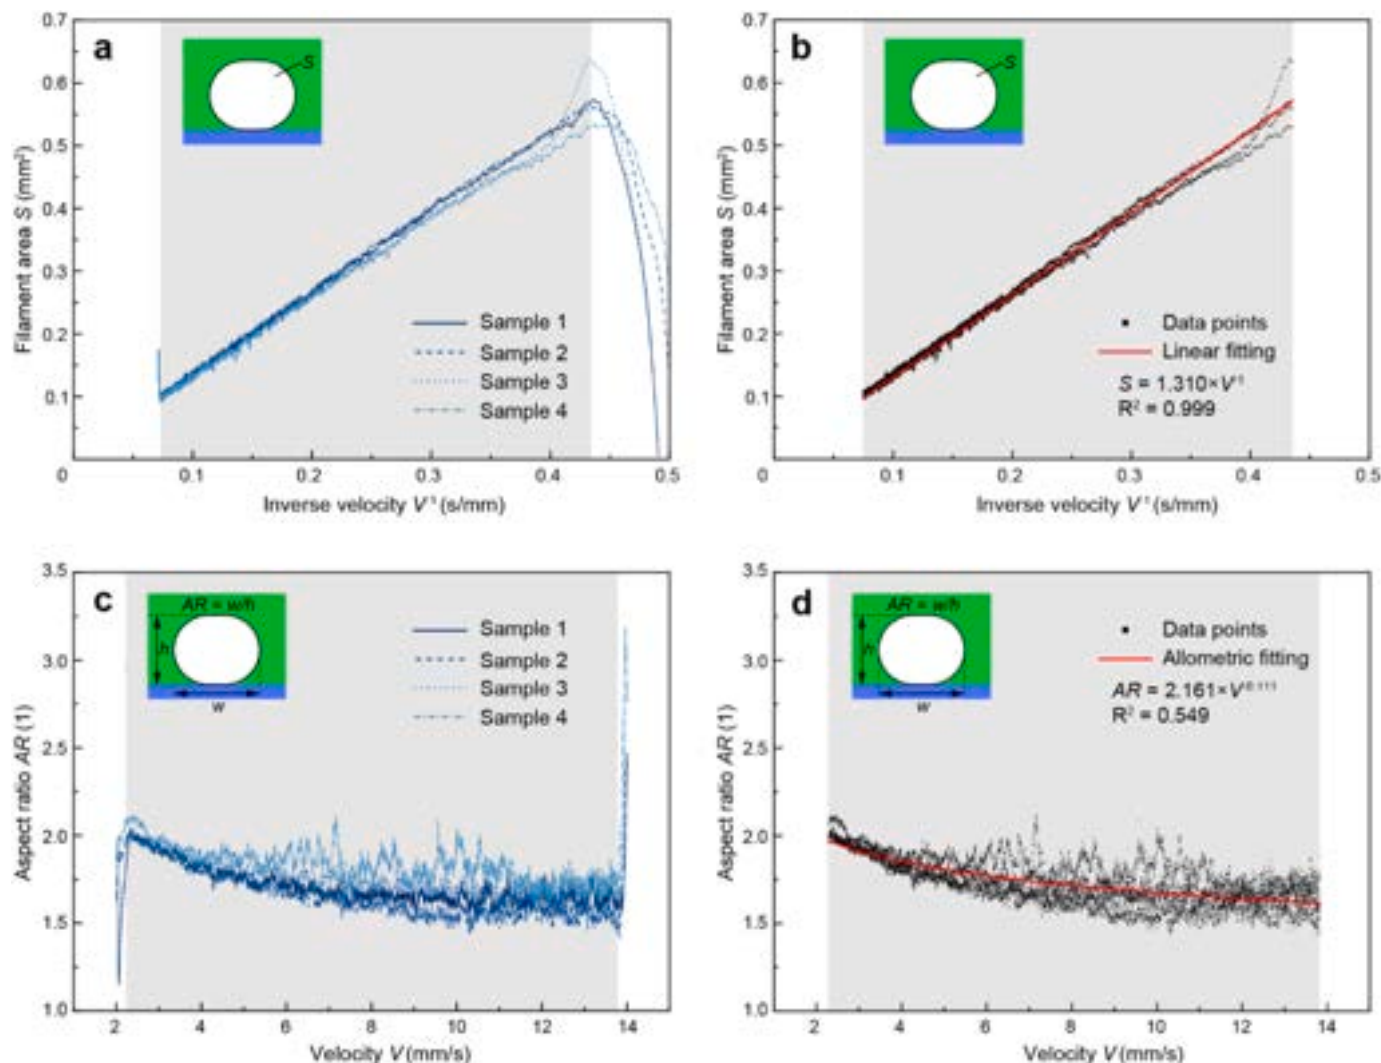 a
S
Filament area S (mm²)
0.7
0.6
0.5
0.4
0.3
0.2
0.1
0
0.1
0.2
0.3
0.4
0.5
Sample 1
Sample 2
Sample 3
Sample 4
Inverse velocity V⁻¹ (s/mm)
b
S
Filament area S (mm²)
0.7
0.6
0.5
0.4
0.3
0.2
0.1
0
0.1
0.2
0.3
0.4
0.5
Data points
Linear fitting
S = 1.310×V⁻¹
R² = 0.999
Inverse velocity V⁻¹ (s/mm)
c
AR = w/h
h
w
Aspect ratio AR (1)
3.5
3.0
2.5
2.0
1.5
1.0
2
4
6
8
10
12
14
Sample 1
Sample 2
Sample 3
Sample 4
Velocity V (mm/s)
d
AR = w/h
h
w
Aspect ratio AR (1)
3.5
3.0
2.5
2.0
1.5
1.0
2
4
6
8
10
12
14
Data points
Allometric fitting
AR = 2.161×V
R² = 0.549
Velocity V (mm/s)